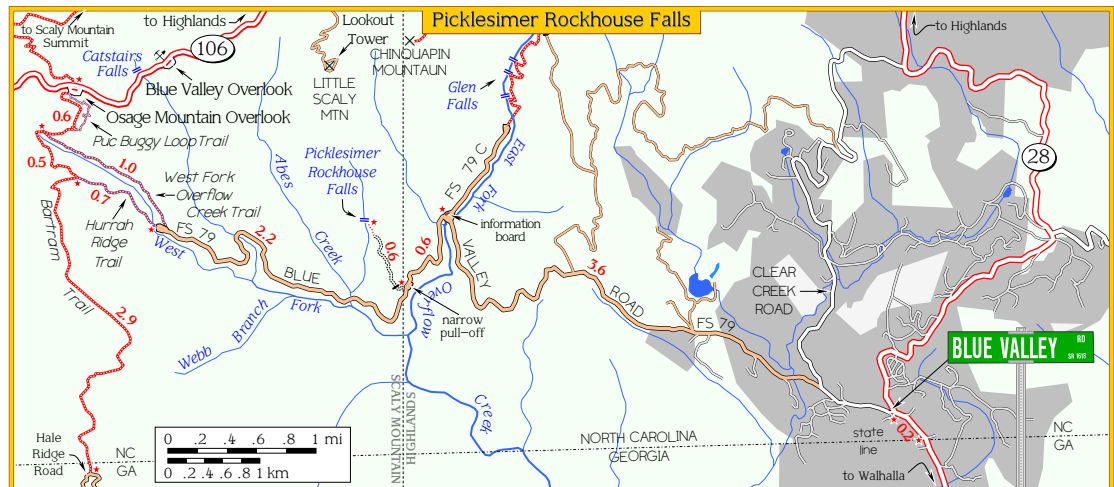 Picklesimer Rockhouse Falls
to Scaly Mountain
Summit
to Highlands
106
Catstairs
Falls
Blue Valley Overlook
Osage Mountain Overlook
0.6
Puc Buggy Loop Trail
Lookout
Tower
LITTLE
SCALY
MTN
CHINQUAPIN
MOUNTAUN
Glen
Falls
to Highlands
28
0.5
1.0
0.7
West Fork
Overflow
Creek Trail
Hurrah
Ridge
Trail
Bartram
Trail
2.9
Abes
Creek
Picklesimer
Rockhouse
Falls
FS 79 C
East
Fork
information
board
FS 79
West
Fork
2.2
BLUE
VALLEY
ROAD
0.6
0.6
3.6
FS 79
Webb
Branch
narrow
pull-off
Overflow
Creek
CLEAR
CREEK
ROAD
BLUE VALLEY RD
SR 1618
SCALY MOUNTAIN
HIGHLANDS
Hale
Ridge
Road
NC
GA
0 .2 .4 .6 .8 1 mi
0 .2 .4 .6 .8 1 km
NORTH CAROLINA
GEORGIA
state
line
0.2
to Walhalla
NC
GA